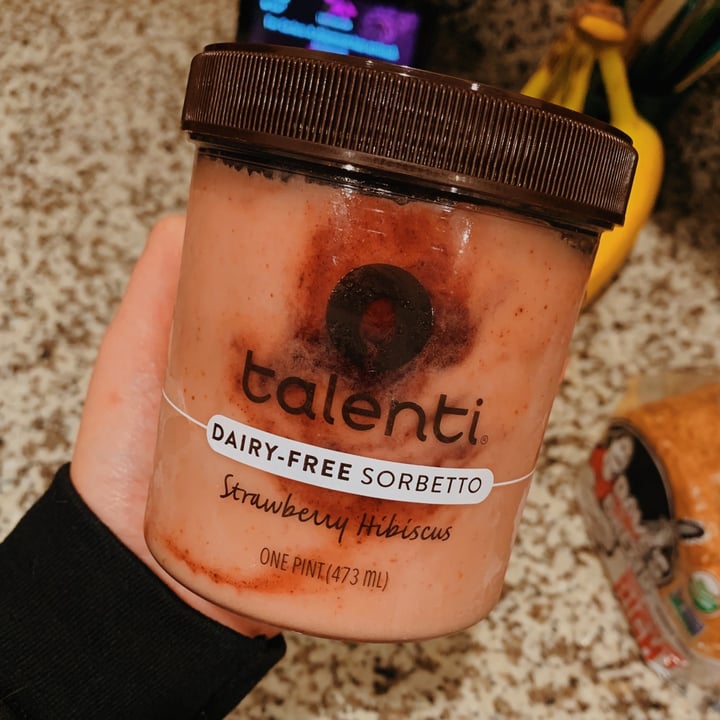 talenti®
DAIRY-FREE SORBETTO
Strawberry Hibiscus
ONE PINT (473 mL)